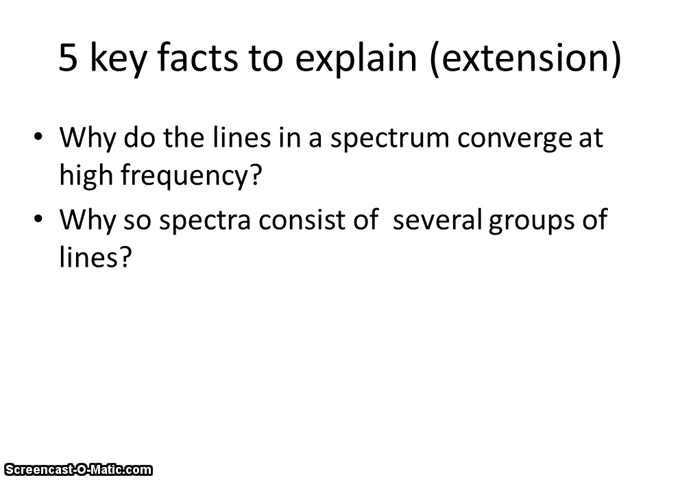 5 key facts to explain (extension)
• Why do the lines in a spectrum converge at
high frequency?
• Why so spectra consist of several groups of
lines?
Screencast-O-Matic.com